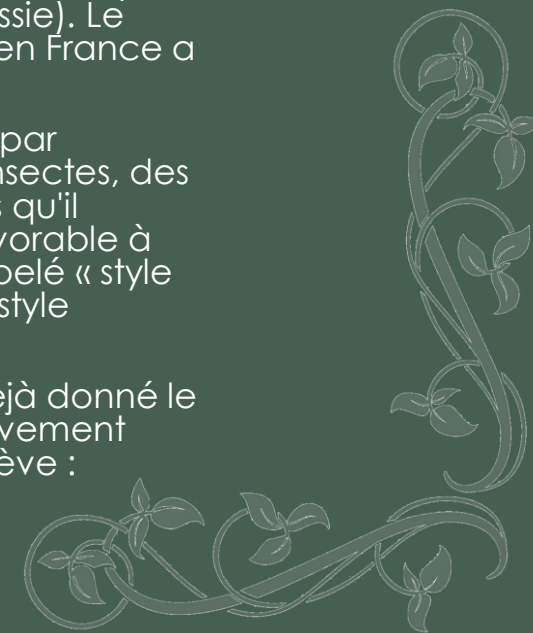 ssie). Le
en France a
par
nsectes, des
s qu'il
vorable à
pelé « style
style
éjà donné le
vement
ève :